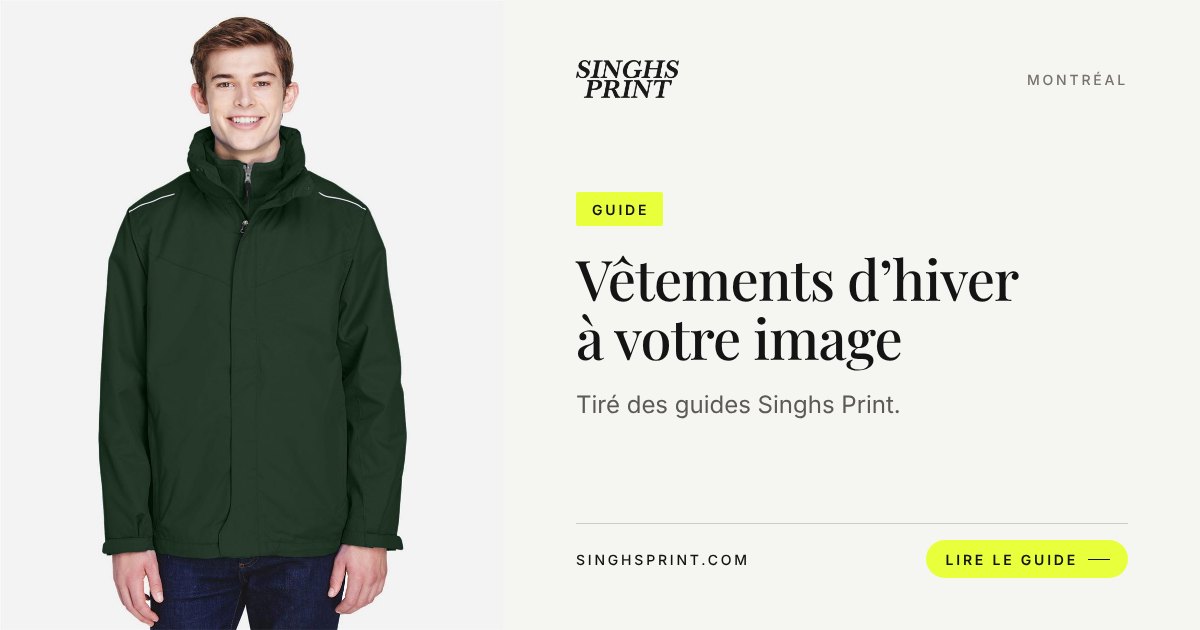 SINGHS
PRINT
MONTRÉAL
GUIDE
Vêtements d’hiver
à votre image
Tiré des guides Singhs Print.
SINGHSPRINT.COM
LIRE LE GUIDE —